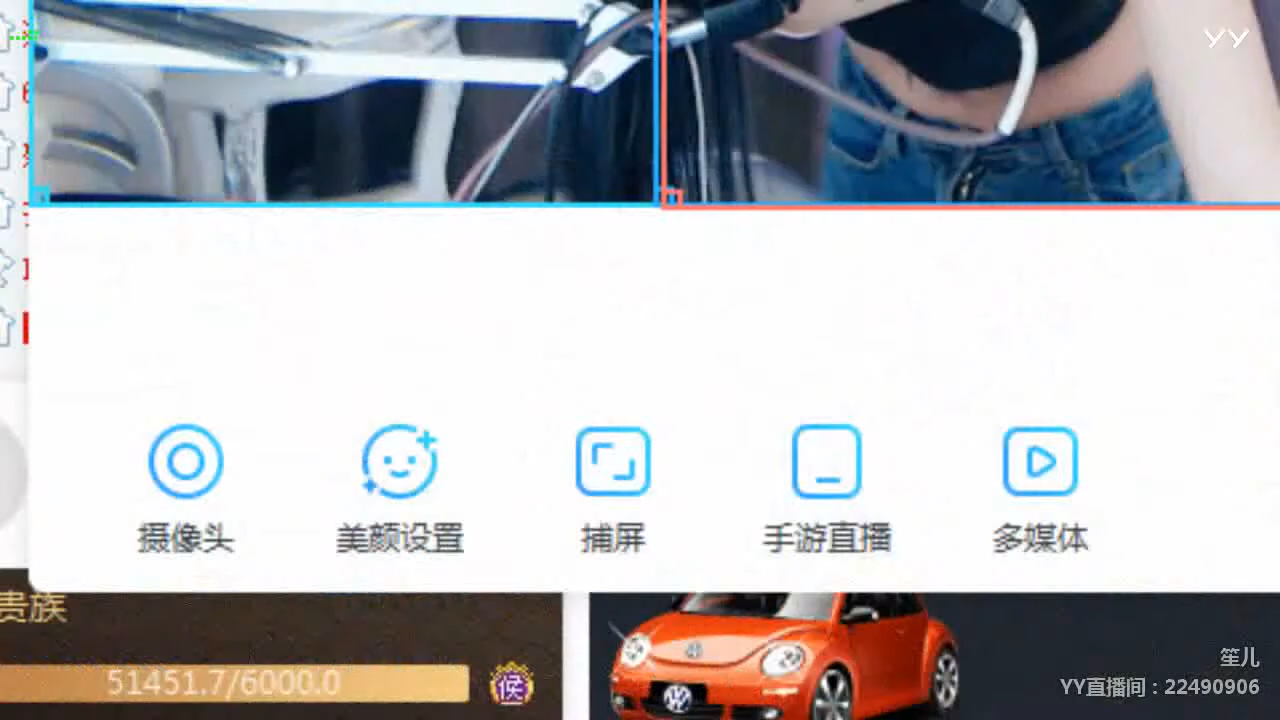 YY
摄像头
美颜设置
捕屏
手游直播
多媒体
贵族
51451.7/6000.0
侯
笙儿
YY直播间：22490906